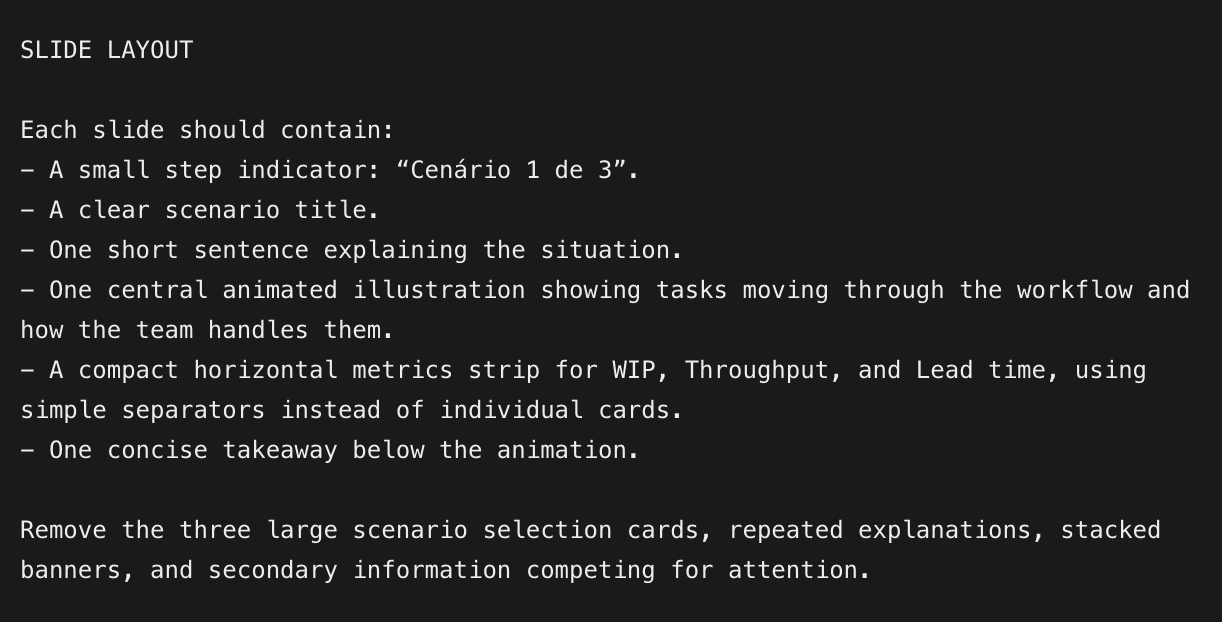 SLIDE LAYOUT
Each slide should contain:
– A small step indicator: “Cenário 1 de 3”.
– A clear scenario title.
– One short sentence explaining the situation.
– One central animated illustration showing tasks moving through the workflow and
how the team handles them.
– A compact horizontal metrics strip for WIP, Throughput, and Lead time, using
simple separators instead of individual cards.
– One concise takeaway below the animation.
Remove the three large scenario selection cards, repeated explanations, stacked
banners, and secondary information competing for attention.